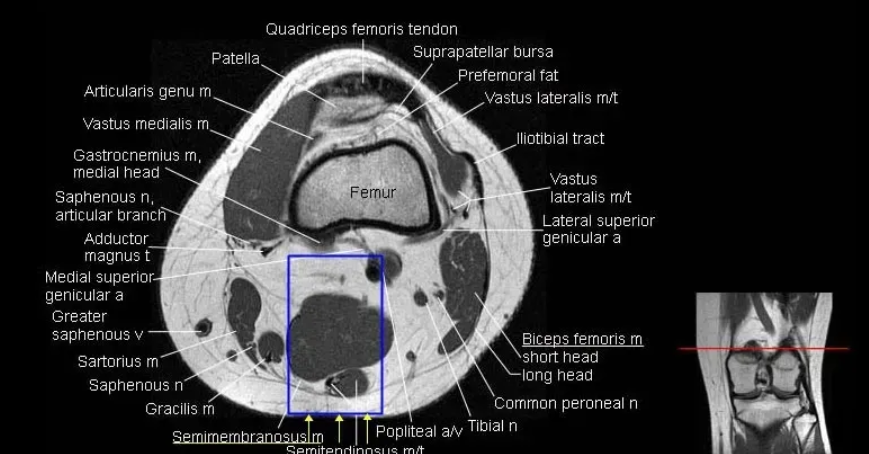 Quadriceps femoris tendon
Patella
Suprapatellar bursa
Prefemoral fat
Articularis genu m
Vastus lateralis m/t
Vastus medialis m
Iliotibial tract
Gastrocnemius m,
medial head
Femur
Vastus
lateralis m/t
Saphenous n,
articular branch
Lateral superior
genicular a
Adductor
magnus t
Medial superior
genicular a
Greater
saphenous v
Biceps femoris m
short head
long head
Sartorius m
Saphenous n
Gracilis m
Common peroneal n
Tibial n
Popliteal a/v
Semimembranosus m
Semitendinosus m/t